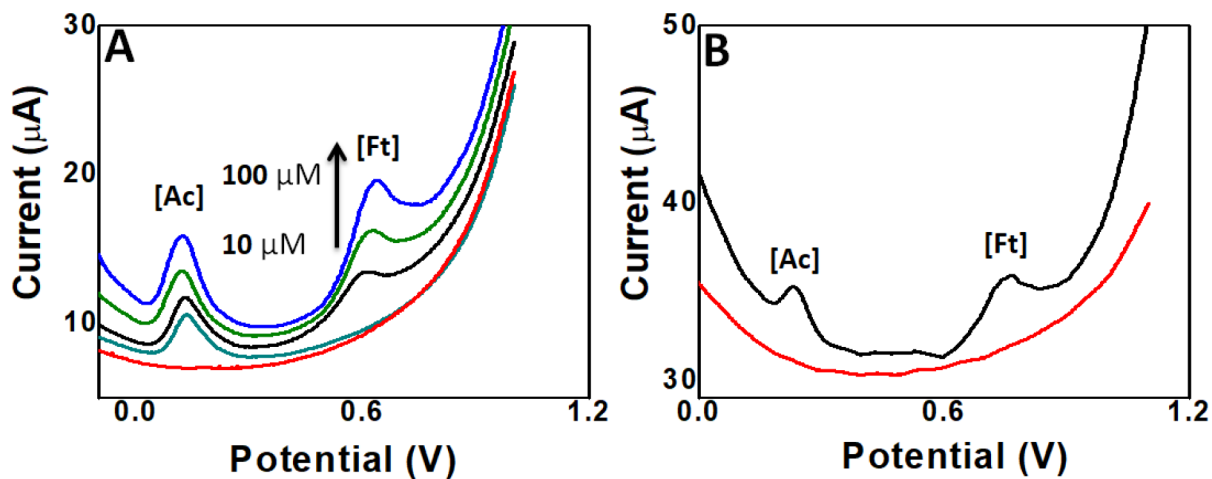 A
30
20
10
Current (μA)
[Ac]
[Ft]
100 μM
10 μM
0.0
0.6
1.2
Potential (V)
B
50
40
30
Current (μA)
[Ac]
[Ft]
0.0
0.6
1.2
Potential (V)